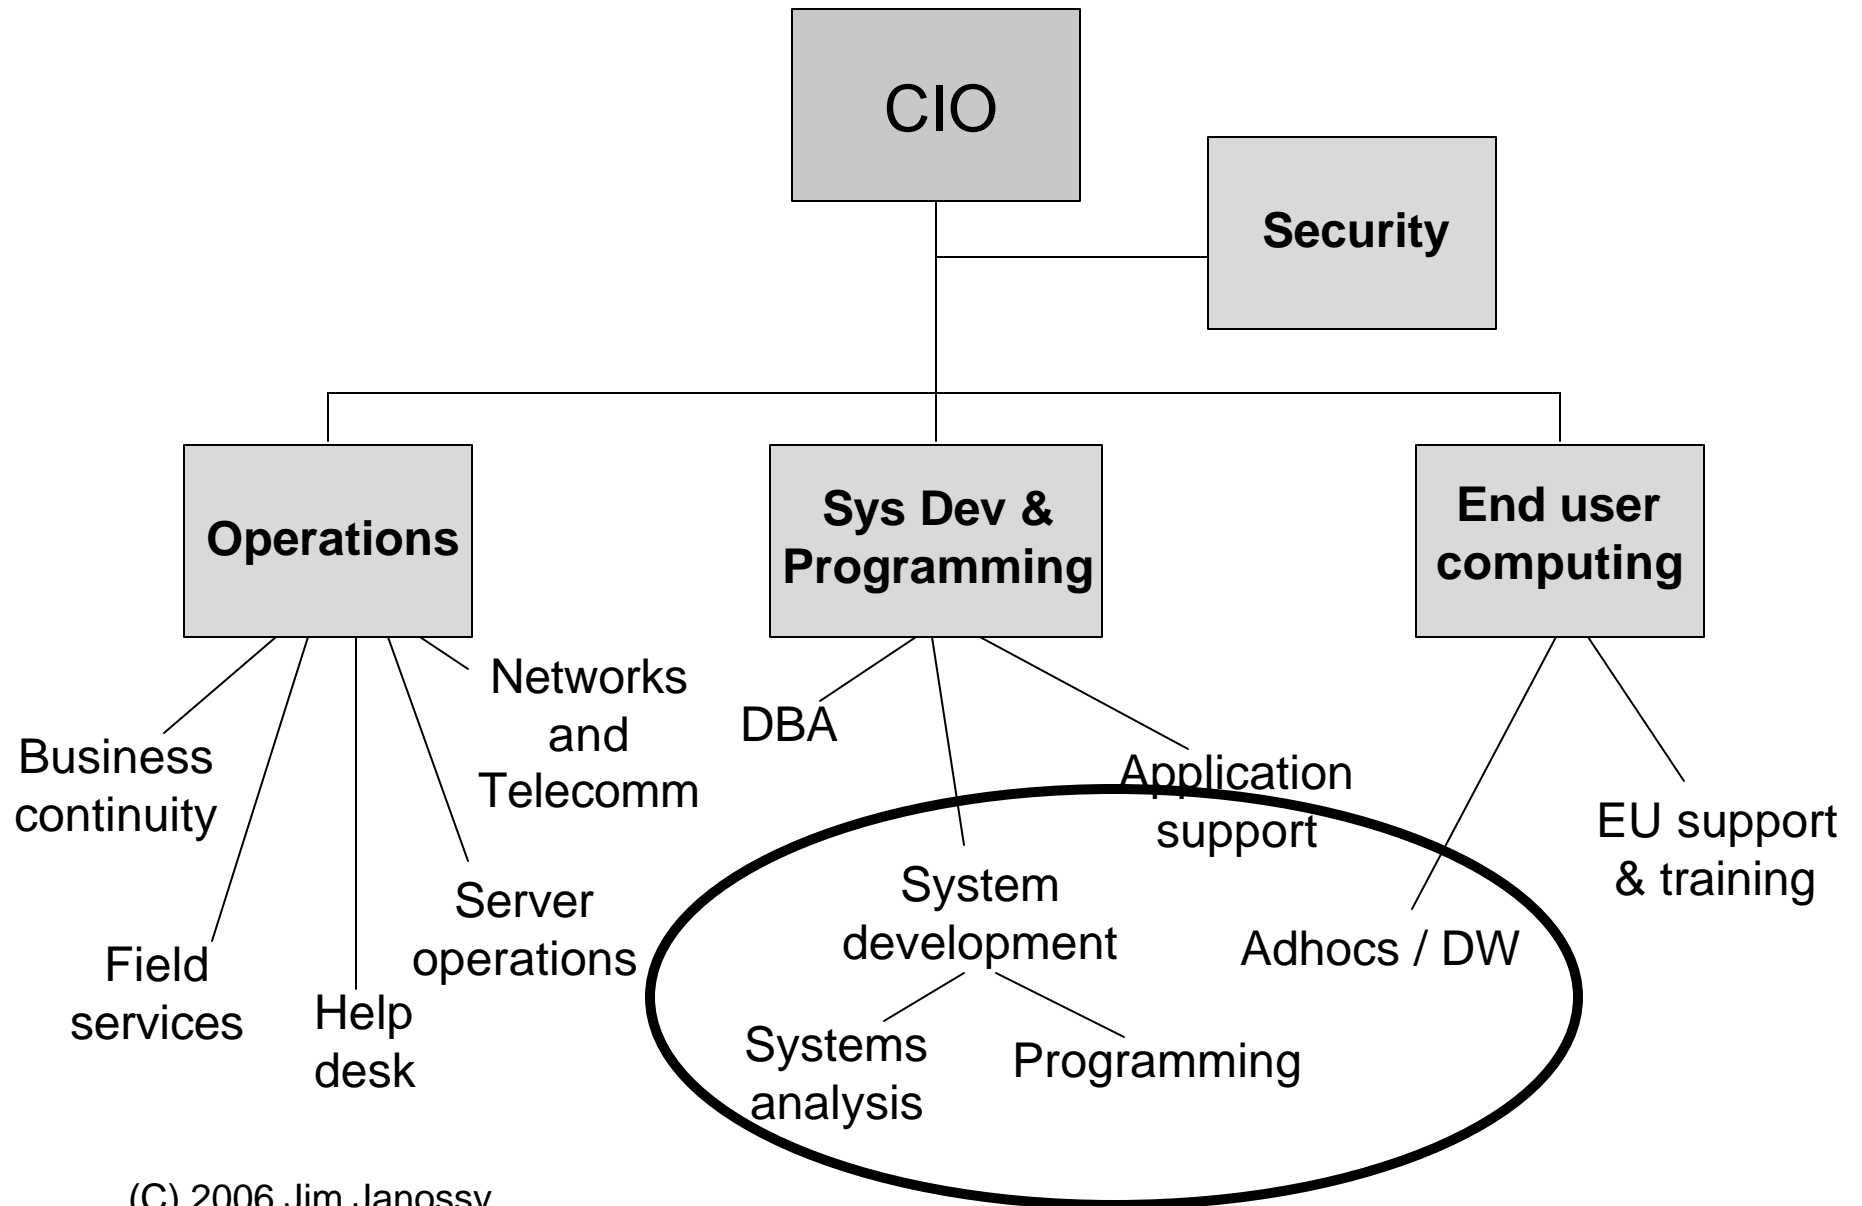 CIO
Security
Operations
Sys Dev &
Programming
End user
computing
Networks
and
Telecomm
DBA
Application
support
Business
continuity
EU support
& training
Server
operations
System
development
Adhocs / DW
Field
services
Help
desk
Systems
analysis
Programming
(C) 2006 Jim Janossy